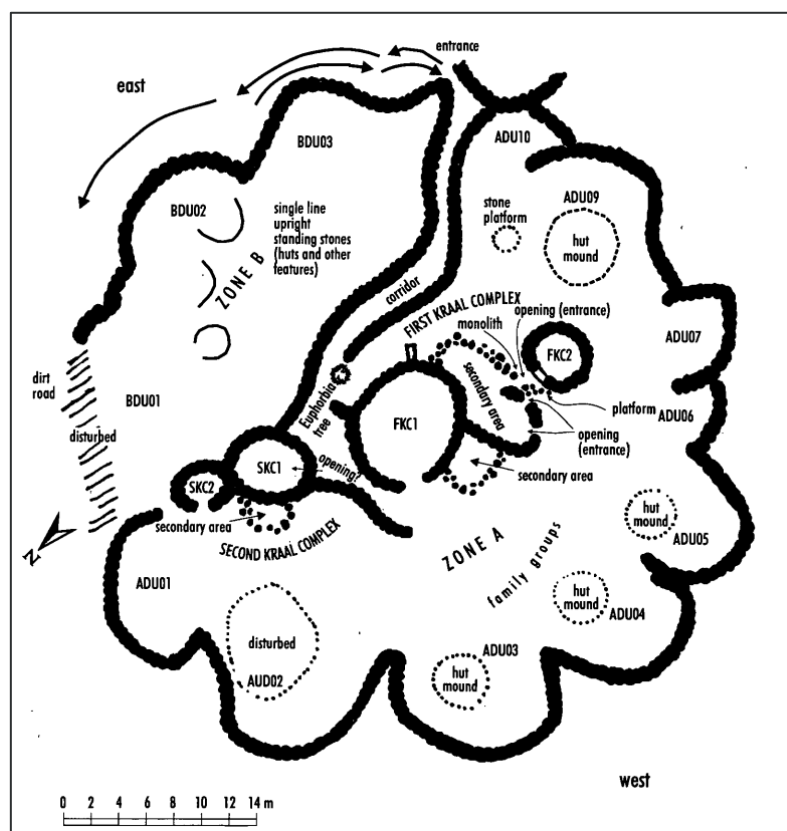 entrance
east
BDU03
ADU10
BDU02
single line
upright
standing stones
(huts and other
features)
stone
platform
ADU09
hut
mound
ZONE B
corridor
FIRST KRAAL COMPLEX
opening (entrance)
monolith
FKC2
ADU07
dirt
road
secondary area
Euphorbia
tree
platform
BDU01
FKC1
ADU06
disturbed
opening
(entrance)
SKC1
opening?
secondary area
SKC2
N
secondary area
SECOND KRAAL COMPLEX
ZONE A
hut
mound
ADU05
family groups
ADU01
hut
mound
ADU04
disturbed
AUD02
ADU03
hut
mound
west
0 2 4 6 8 10 12 14 m